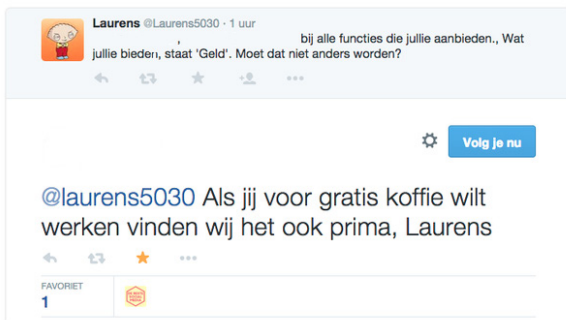 Laurens @Laurens5030 · 1 uur
, bij alle functies die jullie aanbieden., Wat
jullie bieden, staat 'Geld'. Moet dat niet anders worden?
Volg je nu
@laurens5030 Als jij voor gratis koffie wilt
werken vinden wij het ook prima, Laurens
FAVORIET
1